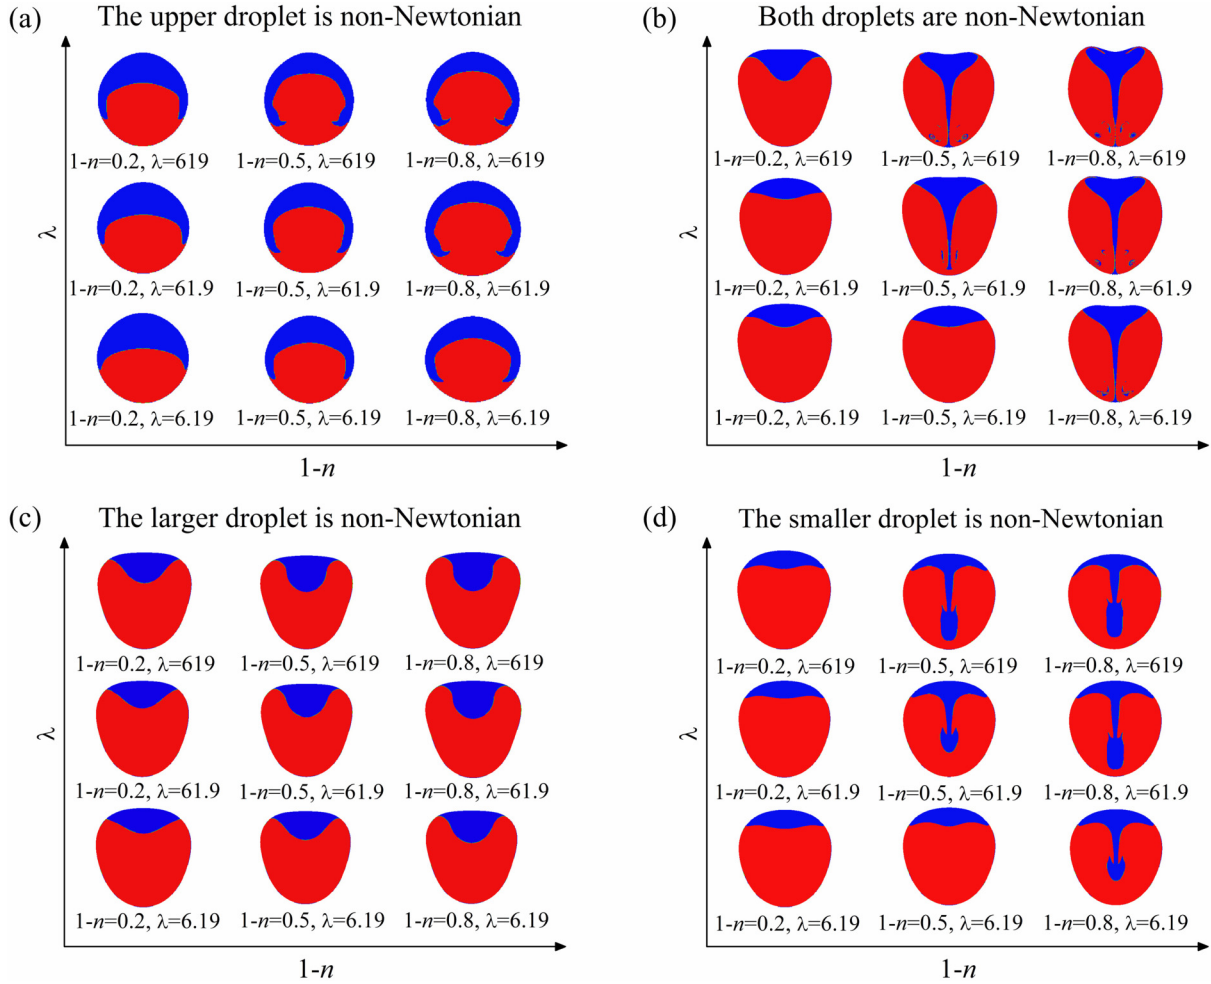 (a) The upper droplet is non-Newtonian
1-n=0.2, λ=619 1-n=0.5, λ=619 1-n=0.8, λ=619
λ
1-n=0.2, λ=61.9 1-n=0.5, λ=61.9 1-n=0.8, λ=61.9
1-n=0.2, λ=6.19 1-n=0.5, λ=6.19 1-n=0.8, λ=6.19
1-n
(b) Both droplets are non-Newtonian
1-n=0.2, λ=619 1-n=0.5, λ=619 1-n=0.8, λ=619
λ
1-n=0.2, λ=61.9 1-n=0.5, λ=61.9 1-n=0.8, λ=61.9
1-n=0.2, λ=6.19 1-n=0.5, λ=6.19 1-n=0.8, λ=6.19
1-n
(c) The larger droplet is non-Newtonian
1-n=0.2, λ=619 1-n=0.5, λ=619 1-n=0.8, λ=619
λ
1-n=0.2, λ=61.9 1-n=0.5, λ=61.9 1-n=0.8, λ=61.9
1-n=0.2, λ=6.19 1-n=0.5, λ=6.19 1-n=0.8, λ=6.19
1-n
(d) The smaller droplet is non-Newtonian
1-n=0.2, λ=619 1-n=0.5, λ=619 1-n=0.8, λ=619
λ
1-n=0.2, λ=61.9 1-n=0.5, λ=61.9 1-n=0.8, λ=61.9
1-n=0.2, λ=6.19 1-n=0.5, λ=6.19 1-n=0.8, λ=6.19
1-n